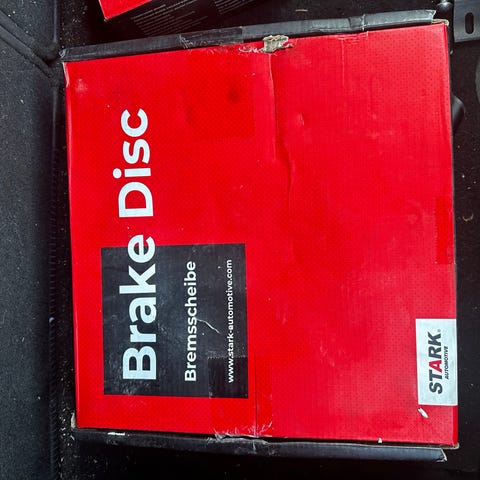 Brake Disc
Bremsscheibe
www.stark-automotive.com
STARK
AUTOMOTIVE